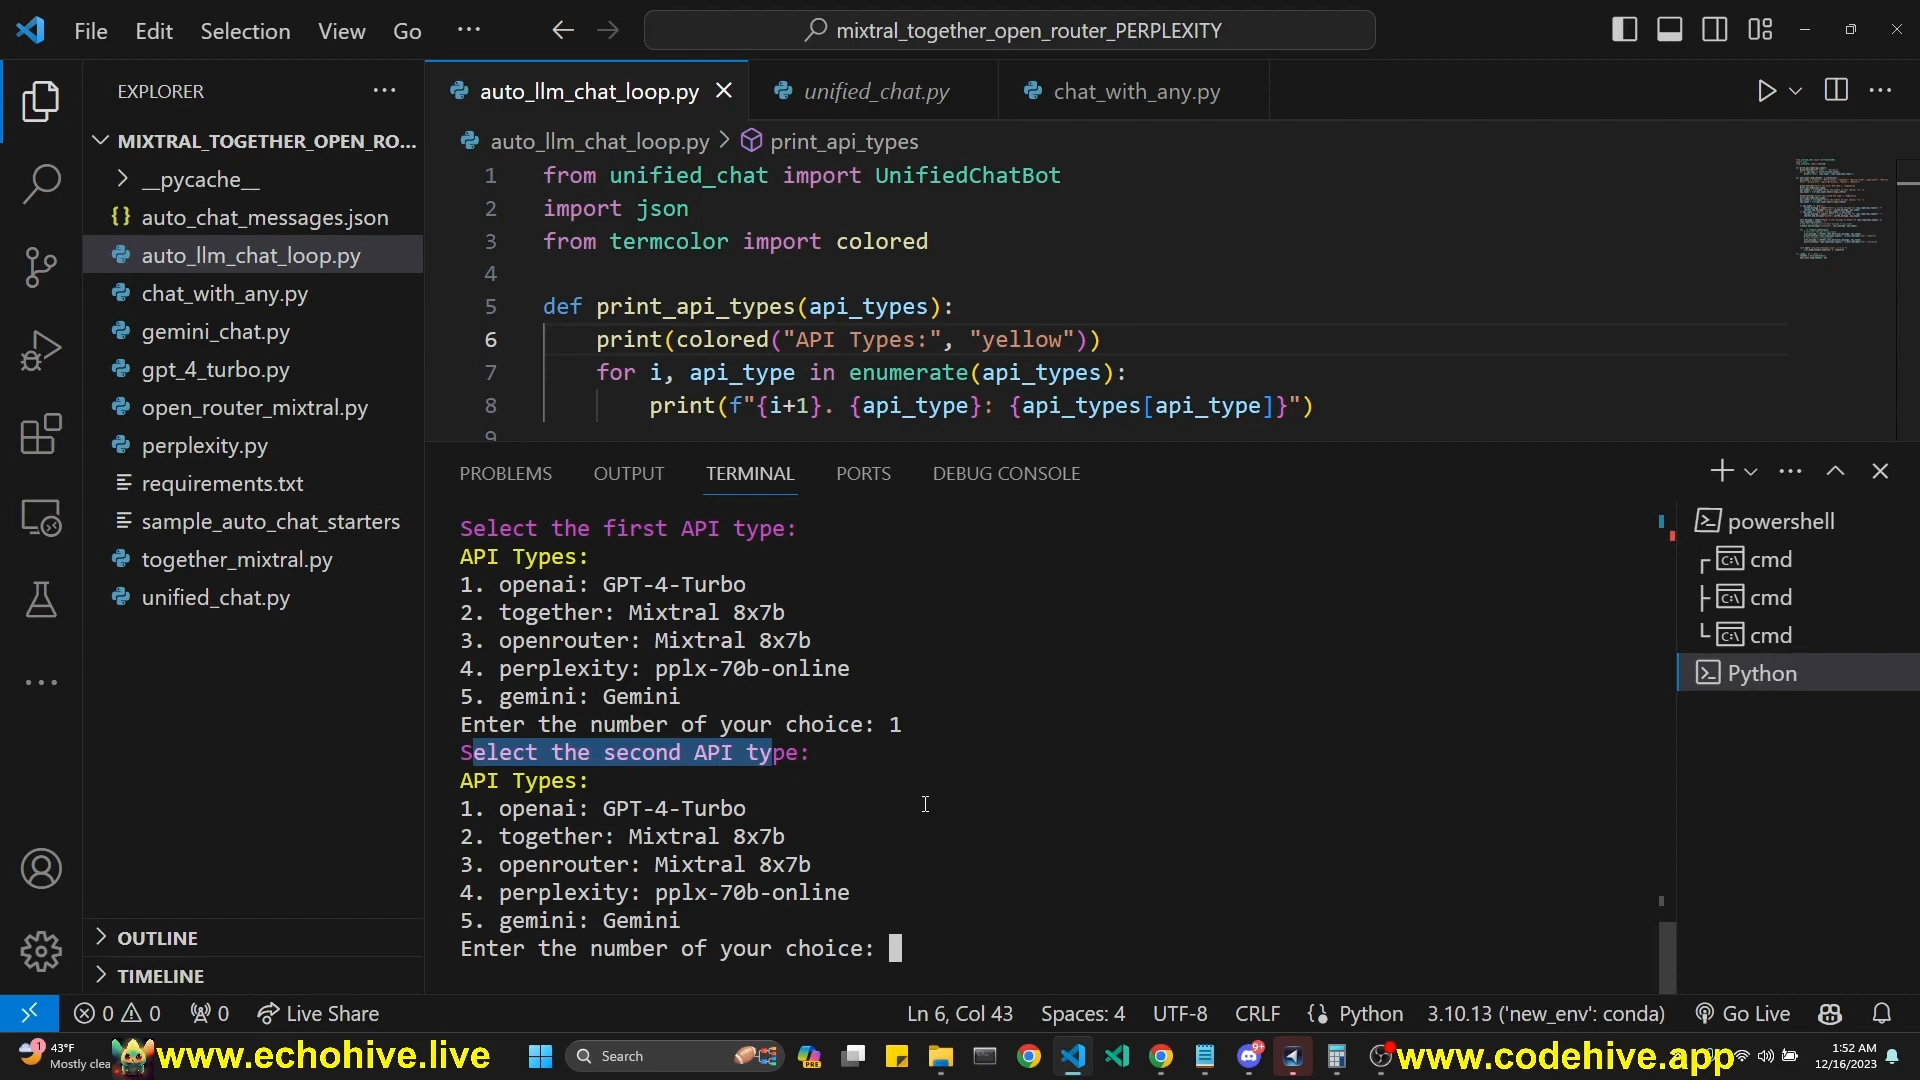 File Edit Selection View Go ···
mixtral_together_open_router_PERPLEXITY
EXPLORER
MIXTRAL_TOGETHER_OPEN_RO...
__pycache__
auto_chat_messages.json
auto_llm_chat_loop.py
chat_with_any.py
gemini_chat.py
gpt_4_turbo.py
open_router_mixtral.py
perplexity.py
requirements.txt
sample_auto_chat_starters
together_mixtral.py
unified_chat.py
OUTLINE
TIMELINE
auto_llm_chat_loop.py unified_chat.py chat_with_any.py
auto_llm_chat_loop.py > print_api_types
1 from unified_chat import UnifiedChatBot
2 import json
3 from termcolor import colored
4
5 def print_api_types(api_types):
6 print(colored("API Types:", "yellow"))
7 for i, api_type in enumerate(api_types):
8 print(f"{i+1}. {api_type}: {api_types[api_type]}")
9
PROBLEMS OUTPUT TERMINAL PORTS DEBUG CONSOLE
Select the first API type:
API Types:
1. openai: GPT-4-Turbo
2. together: Mixtral 8x7b
3. openrouter: Mixtral 8x7b
4. perplexity: pplx-70b-online
5. gemini: Gemini
Enter the number of your choice: 1
Select the second API type:
API Types:
1. openai: GPT-4-Turbo
2. together: Mixtral 8x7b
3. openrouter: Mixtral 8x7b
4. perplexity: pplx-70b-online
5. gemini: Gemini
Enter the number of your choice:
powershell
cmd
cmd
cmd
Python
0 0 0 Live Share Ln 6, Col 43 Spaces: 4 UTF-8 CRLF Python 3.10.13 ('new_env': conda) Go Live
1 43°F
Mostly clea
www.echohive.live
Search
PRE
9+
www.codehive.app
1:52 AM
12/16/2023